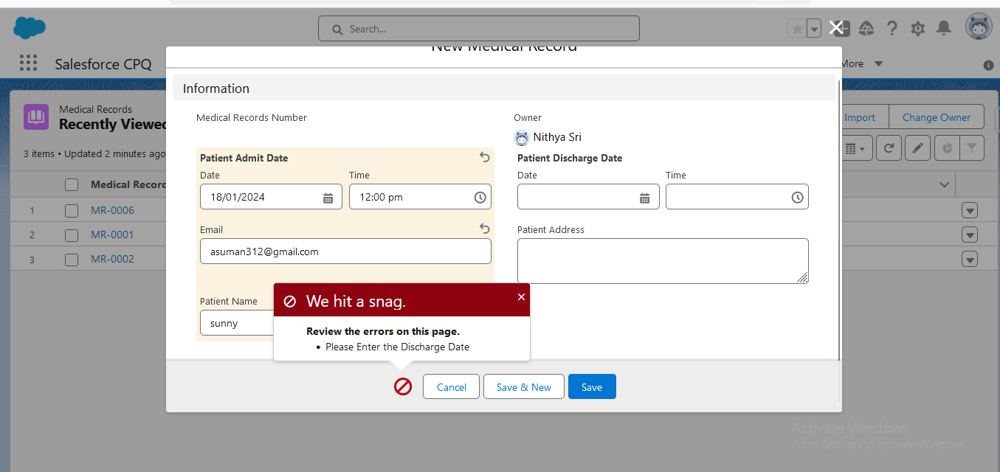 Search...
Salesforce CPQ
More
New Medical Record
Medical Records
Recently Viewed
Import
Change Owner
3 items • Updated 2 minutes ago
Medical Record
1 MR-0006
2 MR-0001
3 MR-0002
Information
Medical Records Number
Owner
Nithya Sri
Patient Admit Date
Patient Discharge Date
Date Time
Date Time
18/01/2024 12:00 pm
Email
Patient Address
asuman312@gmail.com
Patient Name
sunny
We hit a snag.
Review the errors on this page.
• Please Enter the Discharge Date
Cancel Save & New Save
Activate Windows
Go to Settings to activate Windows.